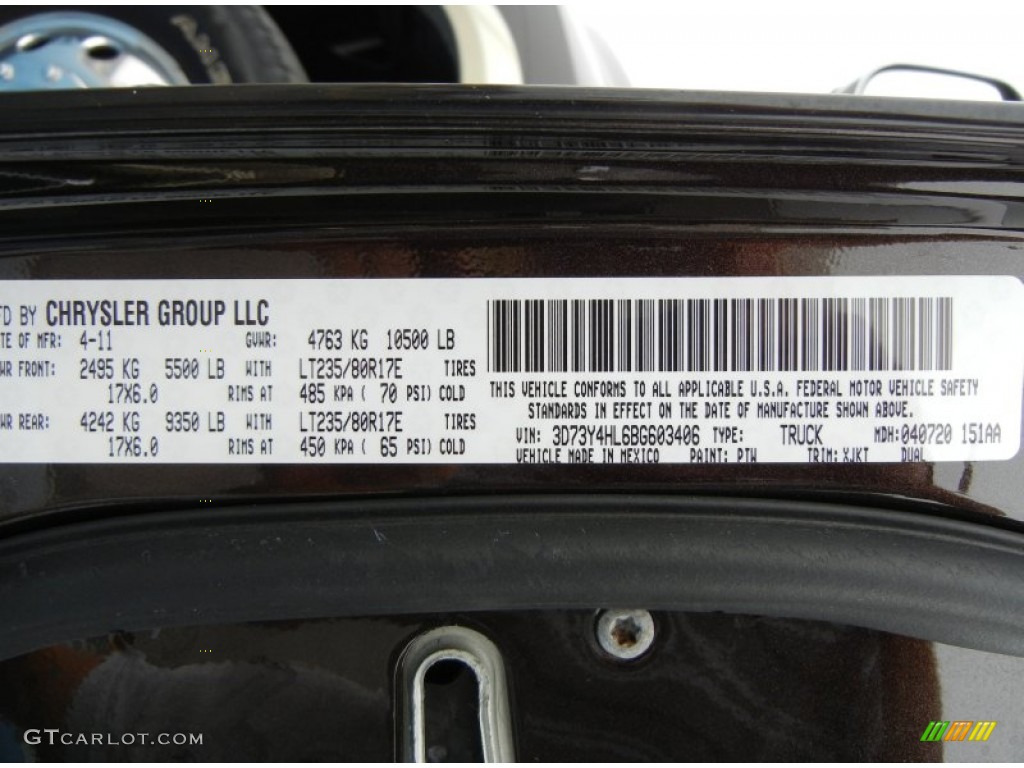 FD BY CHRYSLER GROUP LLC
TE OF MFR: 4-11 GVWR: 4763 KG 10500 LB
WR FRONT: 2495 KG 5500 LB WITH LT235/80R17E TIRES
17X6.0 RIMS AT 485 KPA ( 70 PSI) COLD
WR REAR: 4242 KG 9350 LB WITH LT235/80R17E TIRES
17X6.0 RIMS AT 450 KPA ( 65 PSI) COLD
THIS VEHICLE CONFORMS TO ALL APPLICABLE U.S.A. FEDERAL MOTOR VEHICLE SAFETY
STANDARDS IN EFFECT ON THE DATE OF MANUFACTURE SHOWN ABOVE.
VIN: 3D73Y4HL6BG603406 TYPE: TRUCK MDH: 040720 151AA
VEHICLE MADE IN MEXICO PAINT: PTW TRIM: XJKT DUAL
GTCARLOT.COM